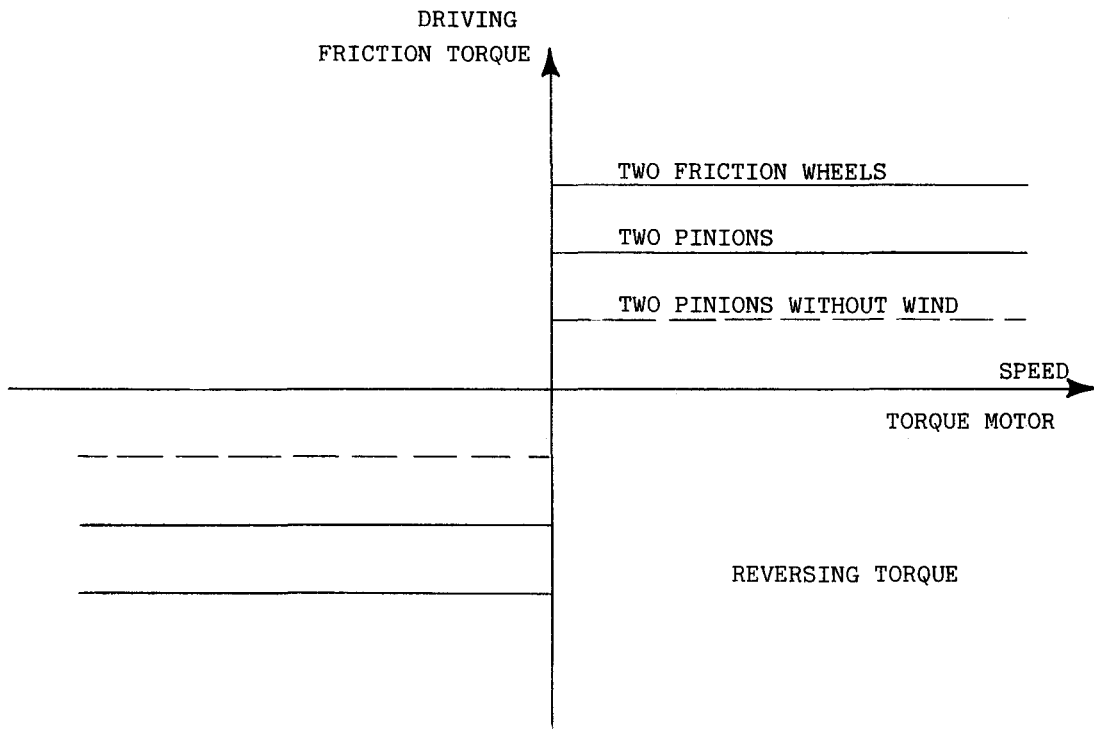 DRIVING
FRICTION TORQUE
TWO FRICTION WHEELS
TWO PINIONS
TWO PINIONS WITHOUT WIND
SPEED
TORQUE MOTOR
REVERSING TORQUE